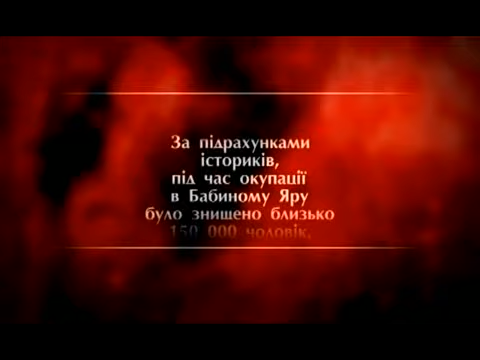 За підрахунками
істориків,
під час окупації
в Бабиному Яру
було знищено близько
150 000 чоловік.